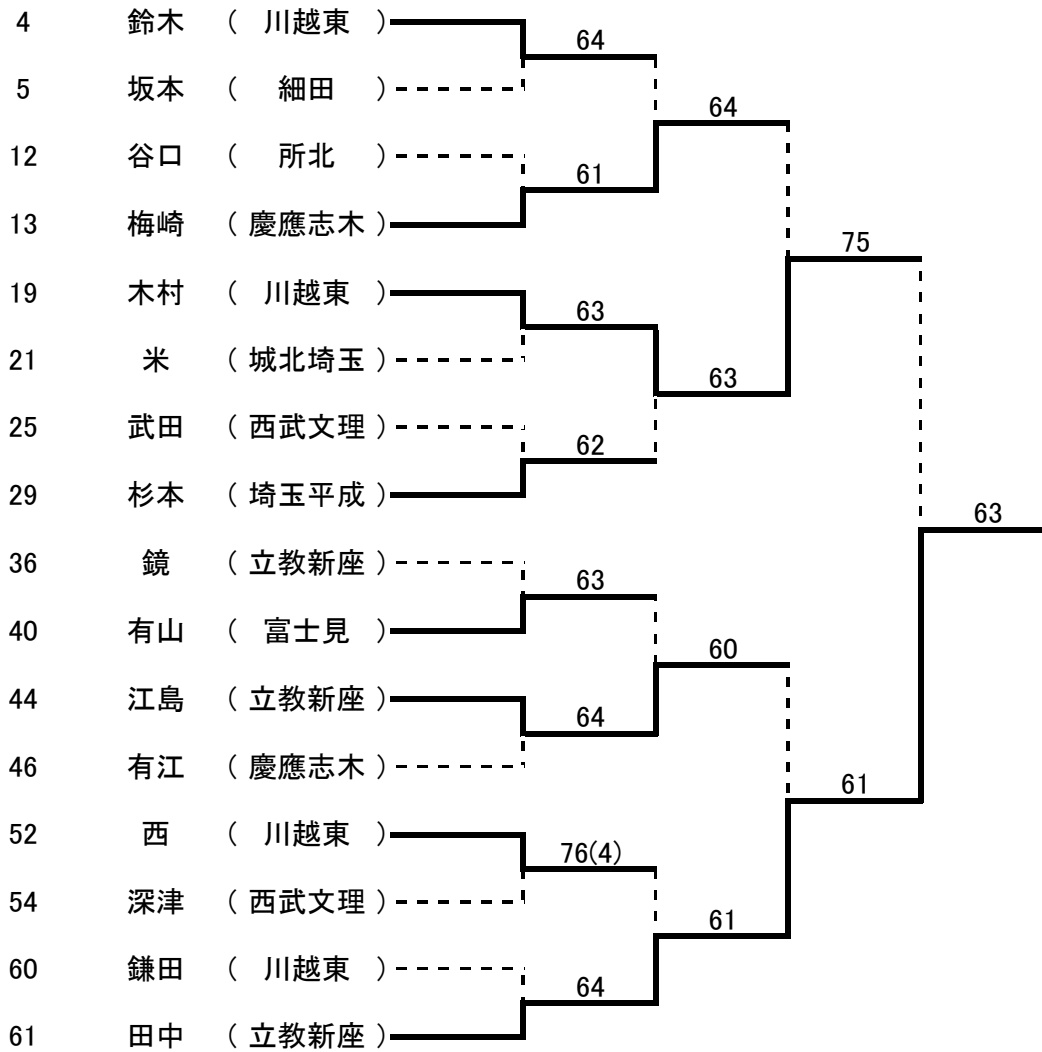 4 鈴木 ( 川越東 )
64
5 坂本 ( 細田 )
64
12 谷口 ( 所北 )
61
13 梅崎 ( 慶應志木 )
75
19 木村 ( 川越東 )
63
21 米 ( 城北埼玉 )
63
25 武田 ( 西武文理 )
62
29 杉本 ( 埼玉平成 )
63
36 鏡 ( 立教新座 )
63
40 有山 ( 富士見 )
60
44 江島 ( 立教新座 )
64
46 有江 ( 慶應志木 )
61
52 西 ( 川越東 )
76(4)
54 深津 ( 西武文理 )
61
60 鎌田 ( 川越東 )
64
61 田中 ( 立教新座 )